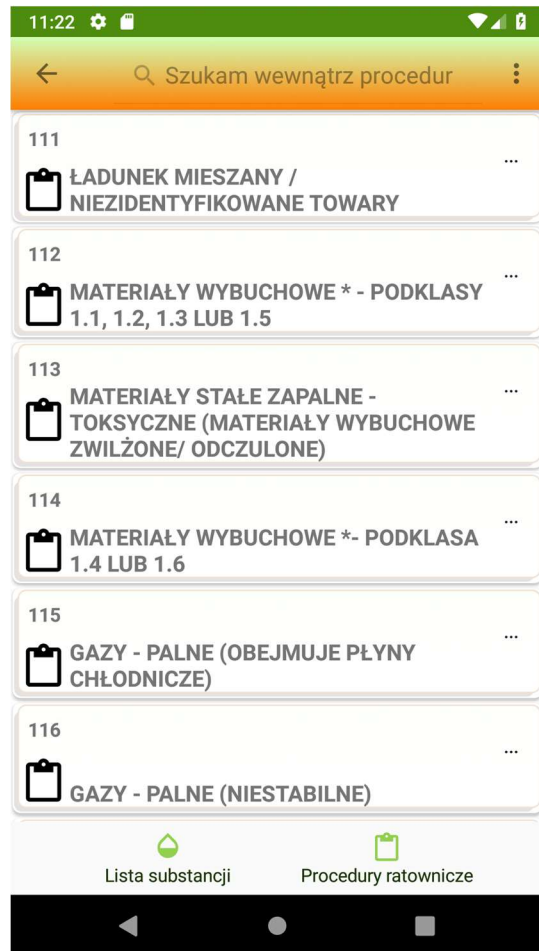 11:22
Szukam wewnątrz procedur
111
...
ŁADUNEK MIESZANY /
NIEZIDENTYFIKOWANE TOWARY
112
...
MATERIAŁY WYBUCHOWE * - PODKLASY
1.1, 1.2, 1.3 LUB 1.5
113
...
MATERIAŁY STAŁE ZAPALNE -
TOKSYCZNE (MATERIAŁY WYBUCHOWE
ZWILŻONE/ ODCZULONE)
114
...
MATERIAŁY WYBUCHOWE *- PODKLASA
1.4 LUB 1.6
115
...
GAZY - PALNE (OBEJMUJE PŁYNY
CHŁODNICZE)
116
...
GAZY - PALNE (NIESTABILNE)
Lista substancji
Procedury ratownicze